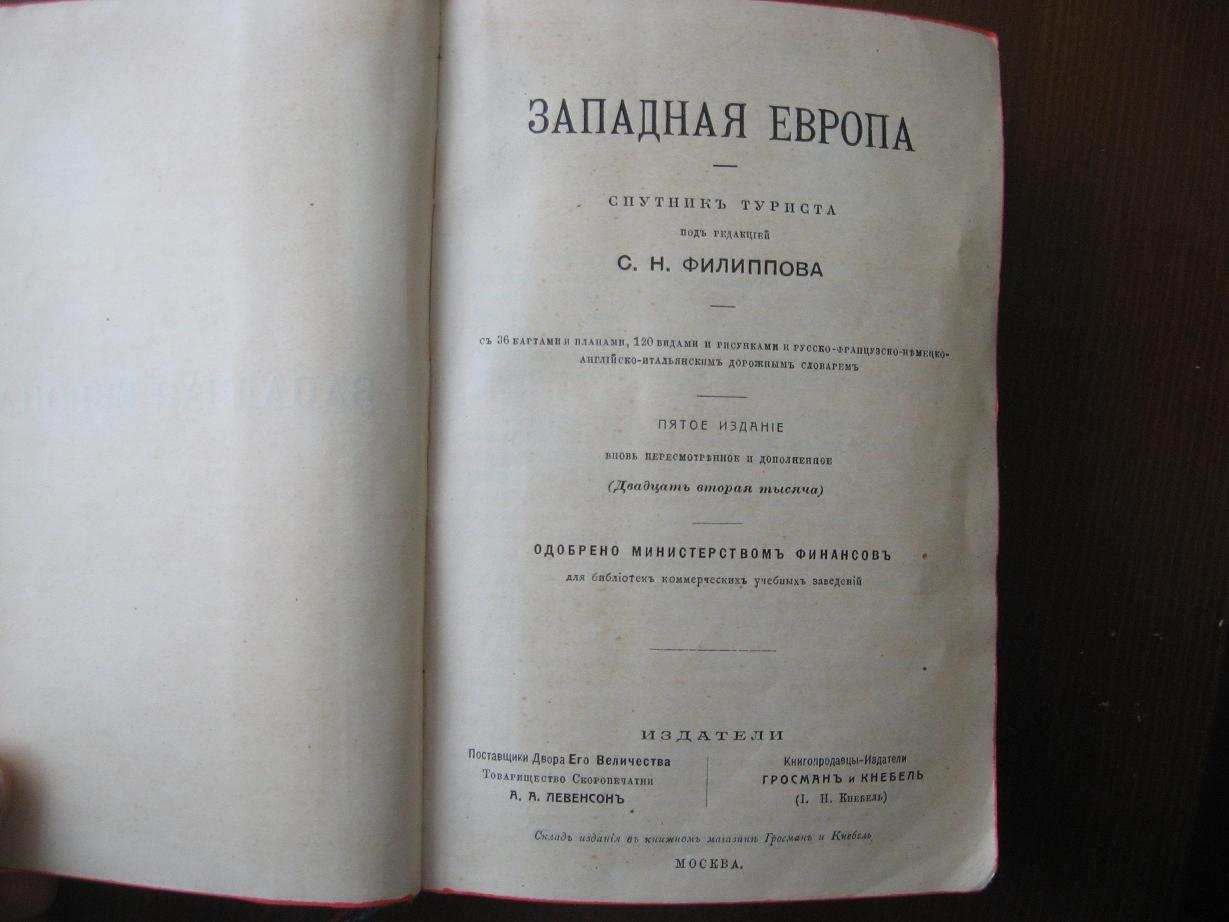 ЗАПАДНАЯ ЕВРОПА
СПУТНИКЪ ТУРИСТА
ПОДЪ РЕДАКЦІЕЙ
С. Н. ФИЛИППОВА
СЪ 36 КАРТАМИ И ПЛАНАМИ, 120 ВИДАМИ И РИСУНКАМИ И РУССКО-ФРАНЦУЗСКО-НѢМЕЦКО-
АНГЛІЙСКО-ИТАЛЬЯНСКИМЪ ДОРОЖНЫМЪ СЛОВАРЕМЪ
ПЯТОЕ ИЗДАНІЕ
ВНОВЬ ПЕРЕСМОТРѢННОЕ И ДОПОЛНЕННОЕ
(Двадцать вторая тысяча)
ОДОБРЕНО МИНИСТЕРСТВОМЪ ФИНАНСОВЪ
для библіотекъ коммерческихъ учебныхъ заведеній
ИЗДАТЕЛИ
Поставщики Двора Его Величества
Товарищество Скоропечатни
А. А. ЛЕВЕНСОНЪ
Книгопродавцы-Издатели
ГРОСМАНЪ и КНЕБЕЛЬ
(І. Н. Кнебель)
Складъ изданія въ книжномъ магазинѣ Гросманъ и Кнебель
МОСКВА.